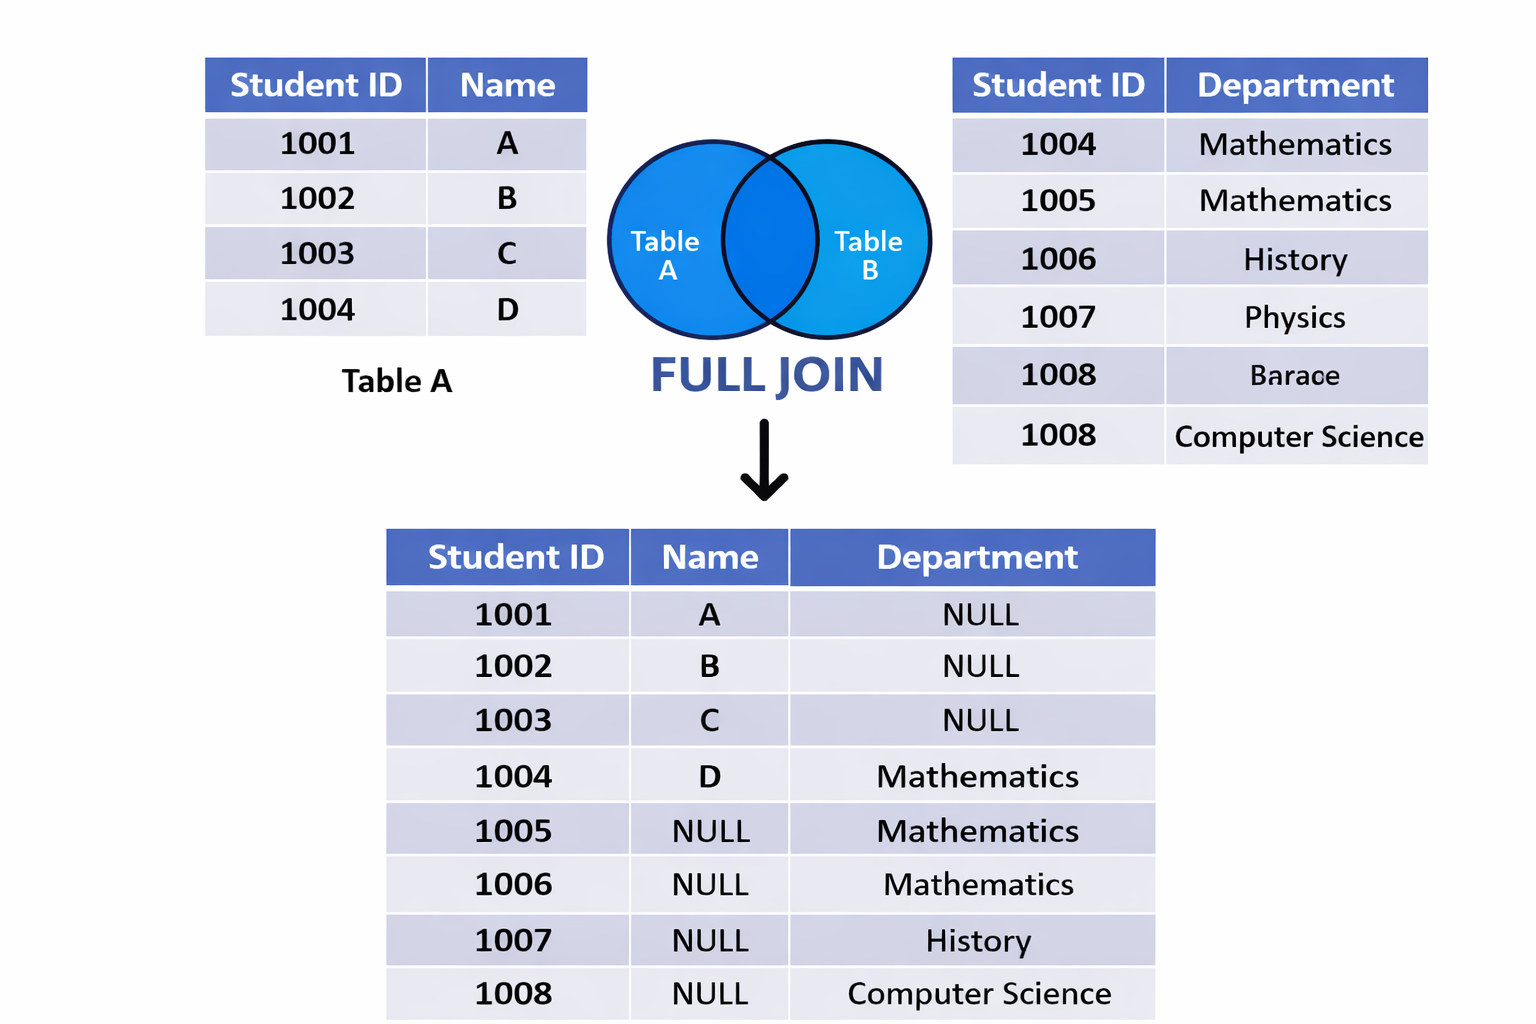 Student ID Name
1001 A
1002 B
1003 C
1004 D
Table A
Table
A
Table
B
FULL JOIN
Student ID Department
1004 Mathematics
1005 Mathematics
1006 History
1007 Physics
1008
1008 Computer Science
Student ID Name Department
1001 A NULL
1002 B NULL
1003 C NULL
1004 D Mathematics
1005 NULL Mathematics
1006 NULL Mathematics
1007 NULL History
1008 NULL Computer Science